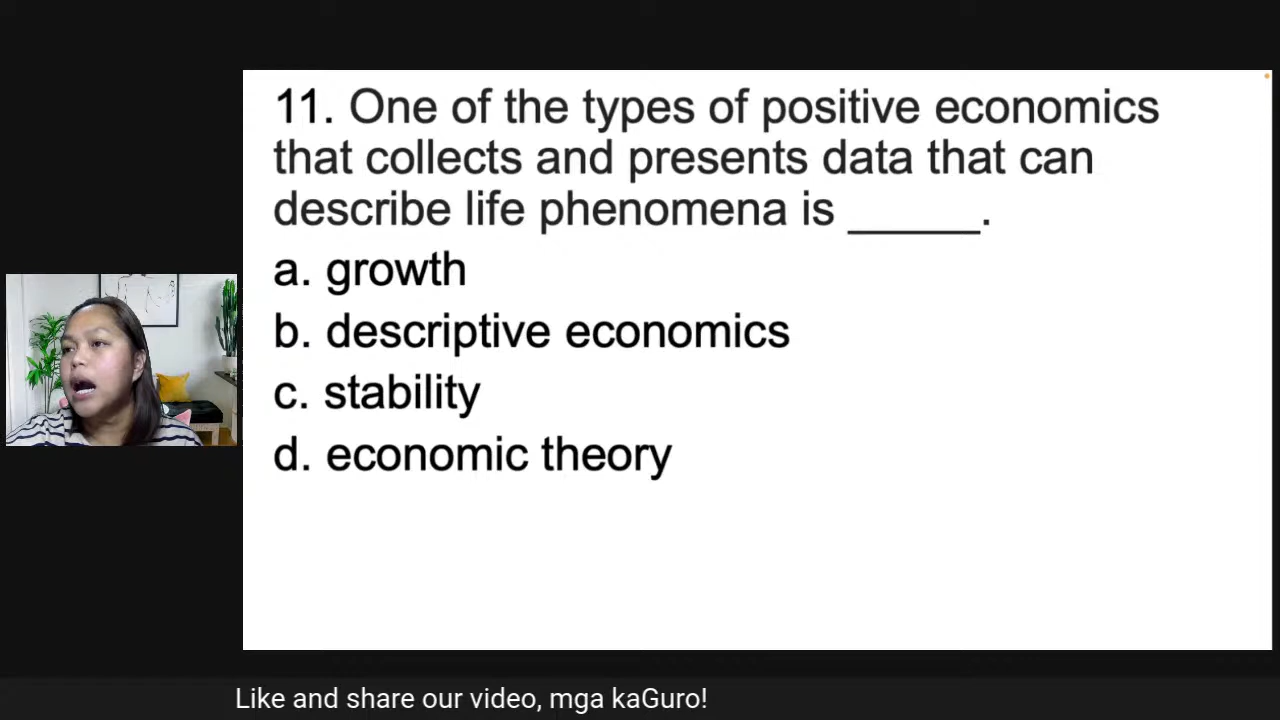 11. One of the types of positive economics
that collects and presents data that can
describe life phenomena is ______.
a. growth
b. descriptive economics
c. stability
d. economic theory
Like and share our video, mga kaGuro!